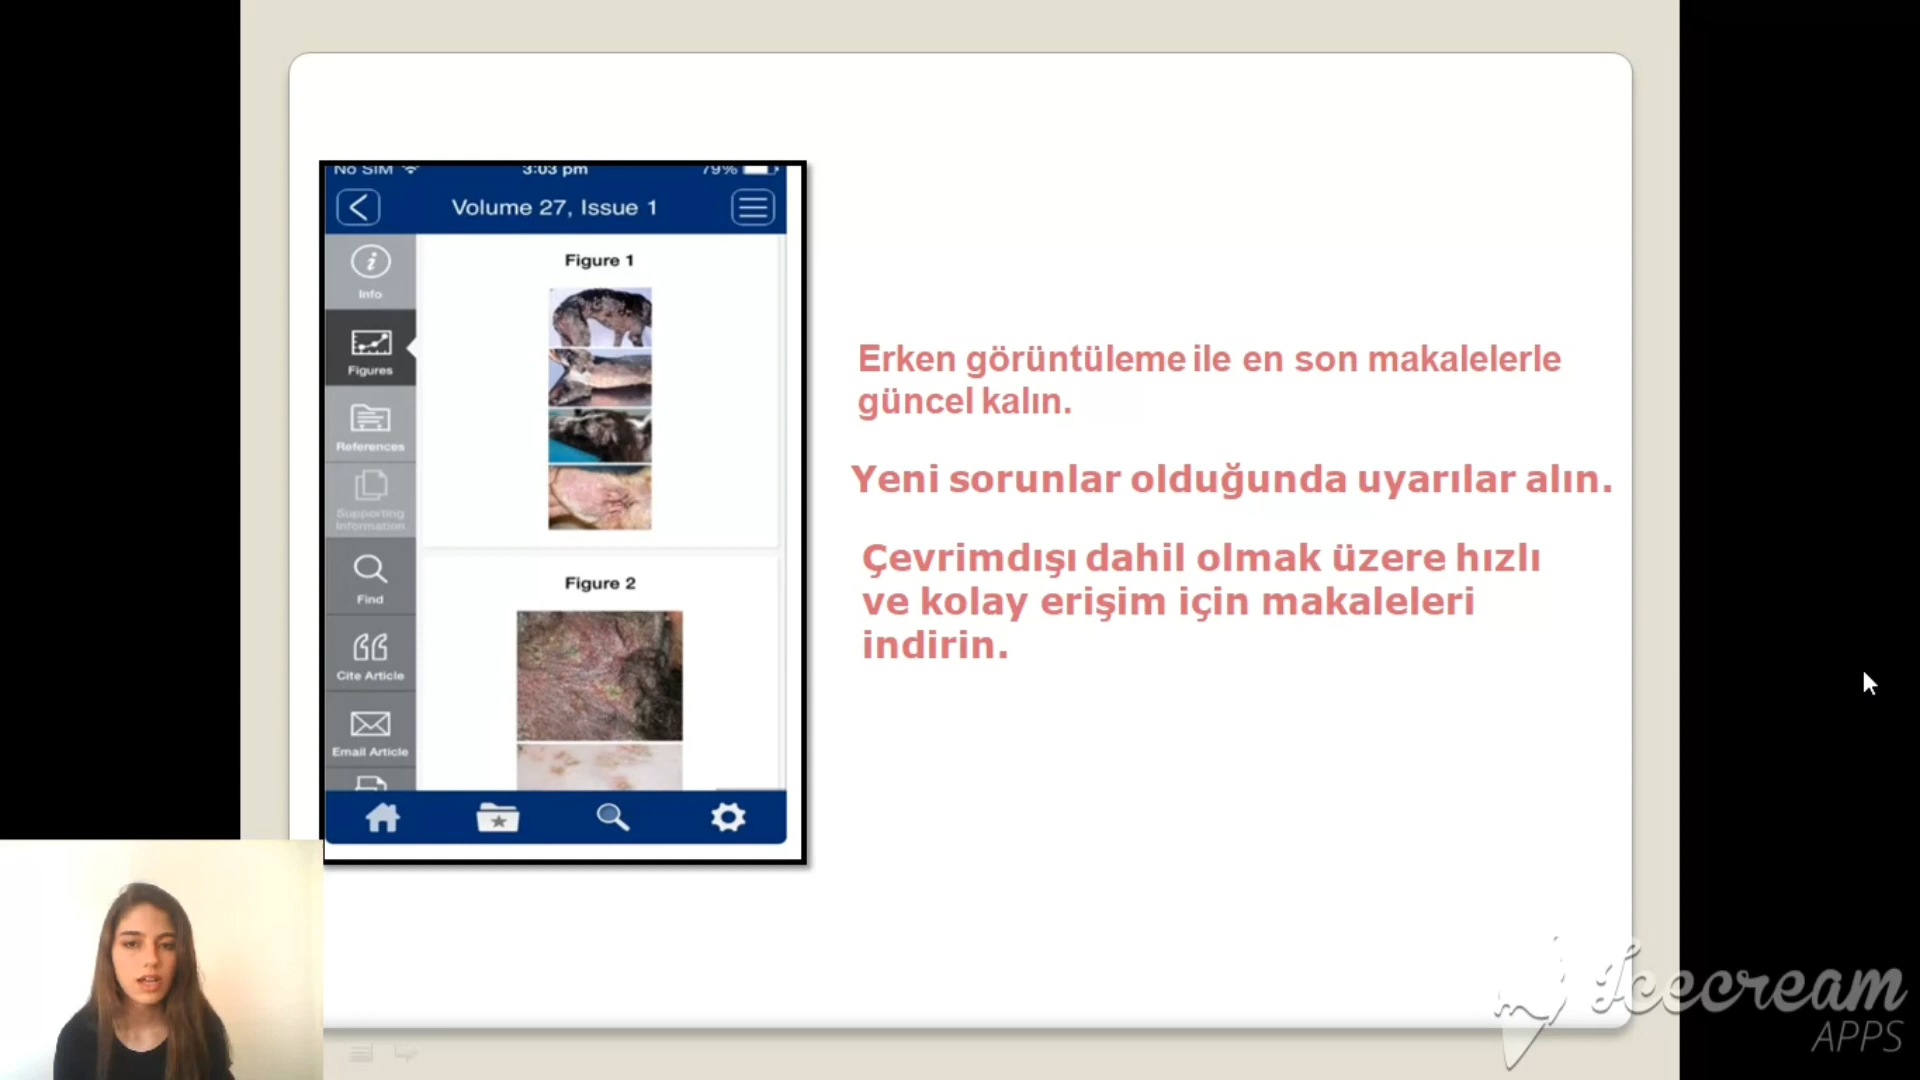 No SIM 3:03 pm 79%
Volume 27, Issue 1
Info
Figures
References
Supporting
Information
Find
Cite Article
Email Article
Figure 1
Figure 2
Erken görüntüleme ile en son makalelerle
güncel kalın.
Yeni sorunlar olduğunda uyarılar alın.
Çevrimdışı dahil olmak üzere hızlı
ve kolay erişim için makaleleri
indirin.
Icecream
APPS